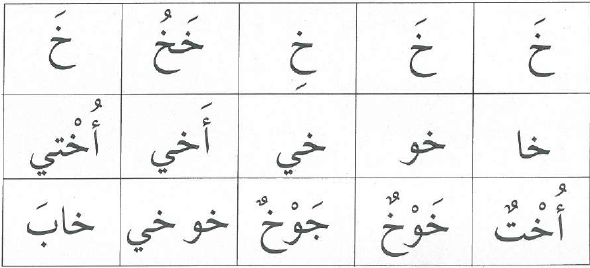 خَ خَ خِ خَخُ خَ
خا خو خي أَخي أُخْتي
أُخْتٌ خَوْخٌ جَوْخٌ خو خي خابَ